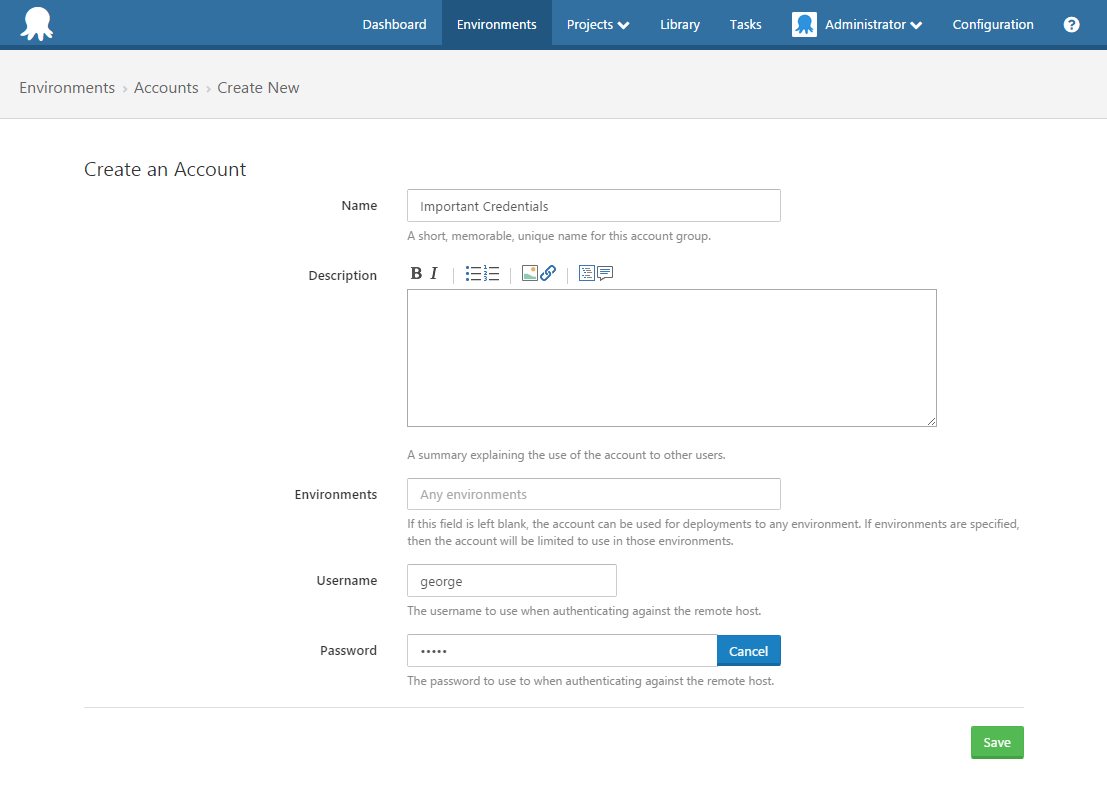 Dashboard Environments Projects Library Tasks Administrator Configuration ?
Environments › Accounts › Create New
Create an Account
Name Important Credentials
A short, memorable, unique name for this account group.
Description B I
A summary explaining the use of the account to other users.
Environments Any environments
If this field is left blank, the account can be used for deployments to any environment. If environments are specified,
then the account will be limited to use in those environments.
Username george
The username to use when authenticating against the remote host.
Password ••••• Cancel
The password to use to when authenticating against the remote host.
Save